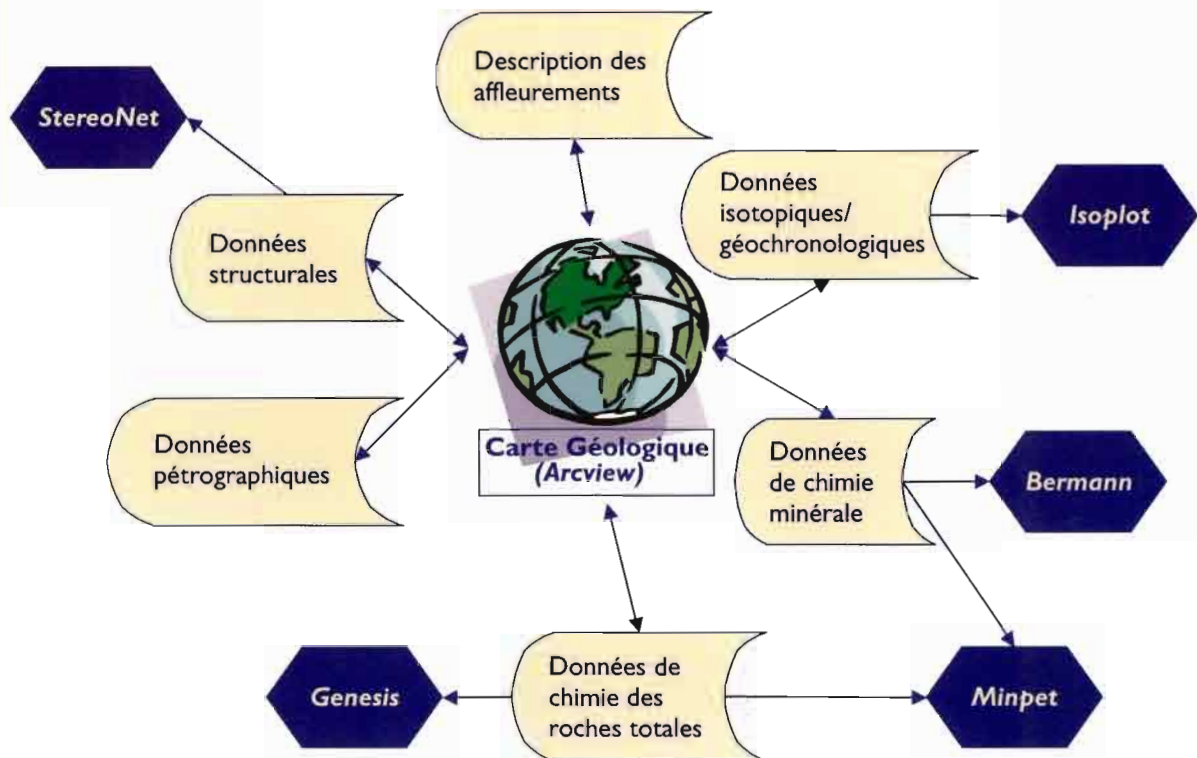 Description des
affleurements
StereoNet
Données
isotopiques/
géochronologiques
Isoplot
Données
structurales
Données
pétrographiques
Carte Géologique
(Arcview)
Données
de chimie
minérale
Bermann
Genesis
Données de
chimie des
roches totales
Minpet